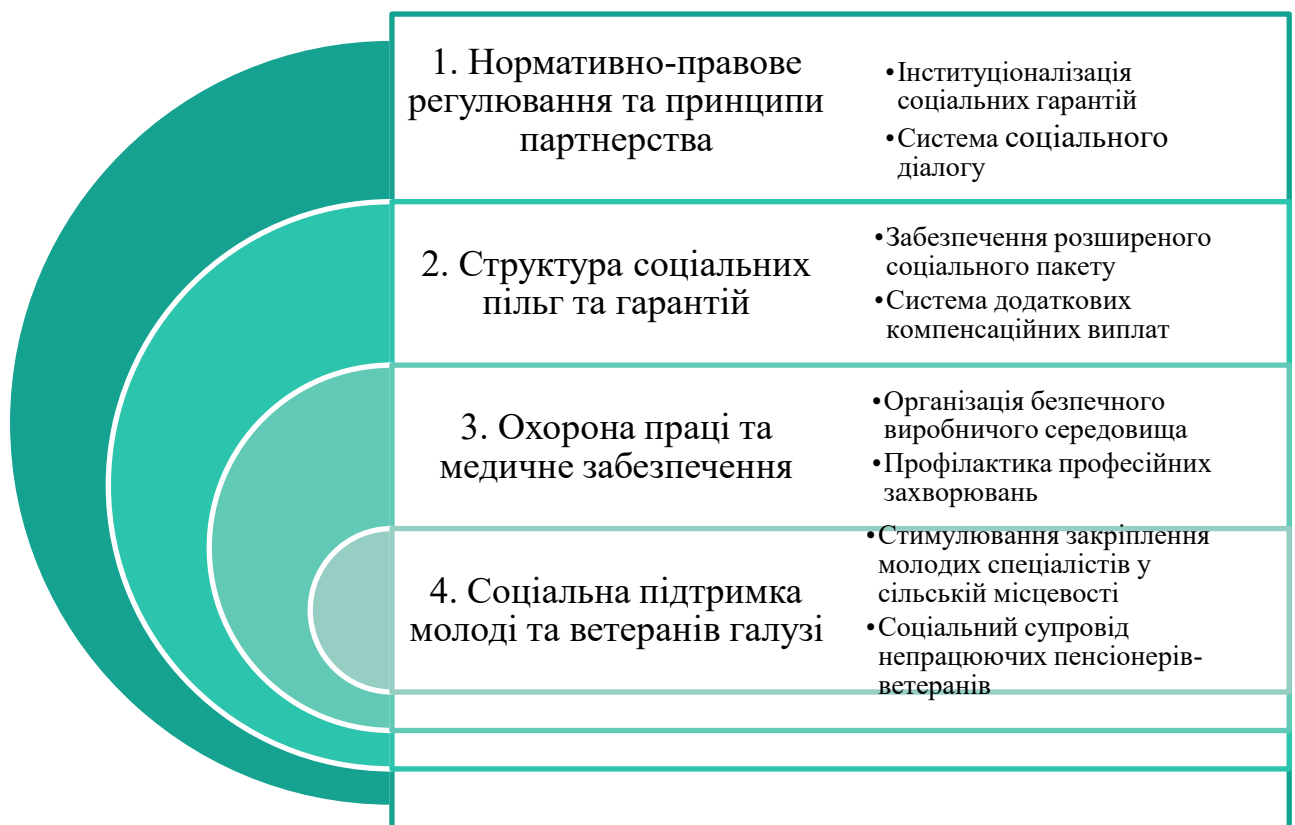 1. Нормативно-правове
регулювання та принципи
партнерства
•Інституціоналізація
соціальних гарантій
•Система соціального
діалогу
2. Структура соціальних
пільг та гарантій
•Забезпечення розширеного
соціального пакету
•Система додаткових
компенсаційних виплат
3. Охорона праці та
медичне забезпечення
•Організація безпечного
виробничого середовища
•Профілактика професійних
захворювань
4. Соціальна підтримка
молоді та ветеранів галузі
•Стимулювання закріплення
молодих спеціалістів у
сільській місцевості
•Соціальний супровід
непрацюючих пенсіонерів-
ветеранів